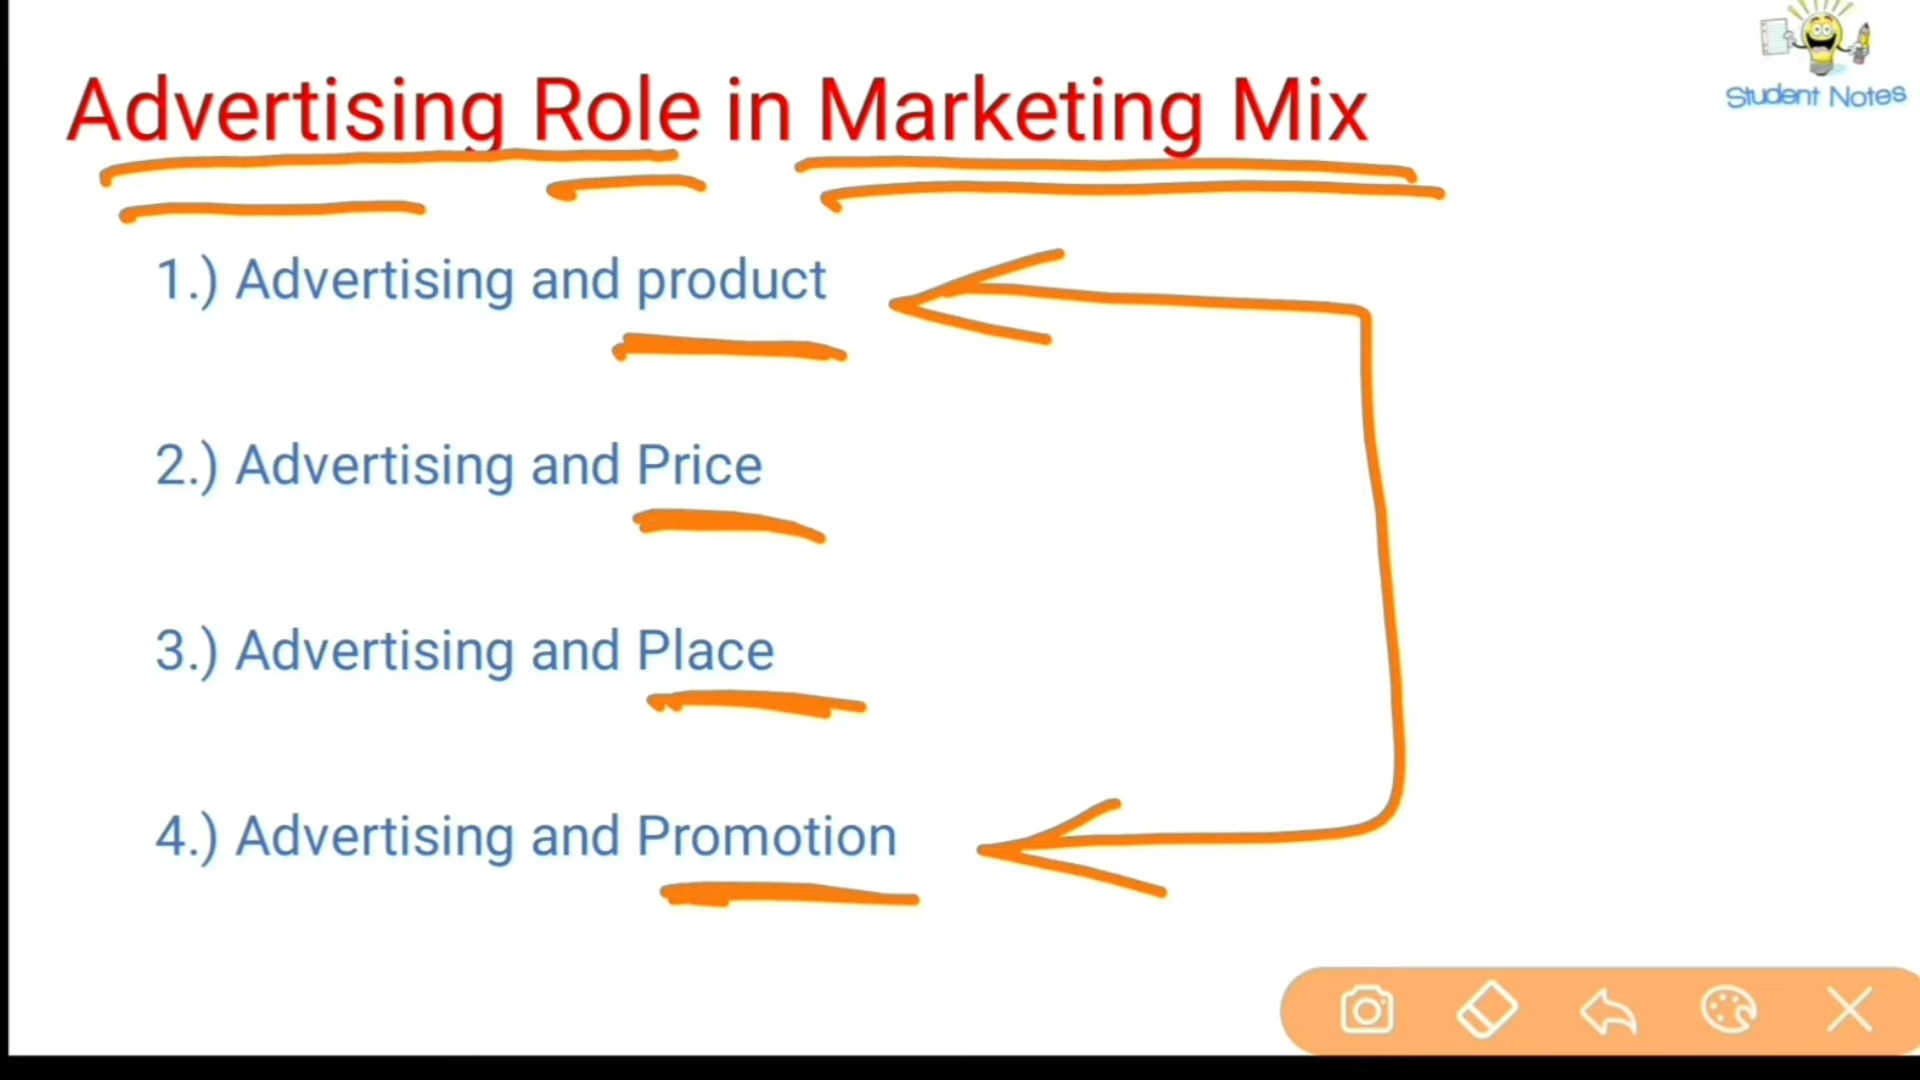 Student Notes
Advertising Role in Marketing Mix
1.) Advertising and product
2.) Advertising and Price
3.) Advertising and Place
4.) Advertising and Promotion